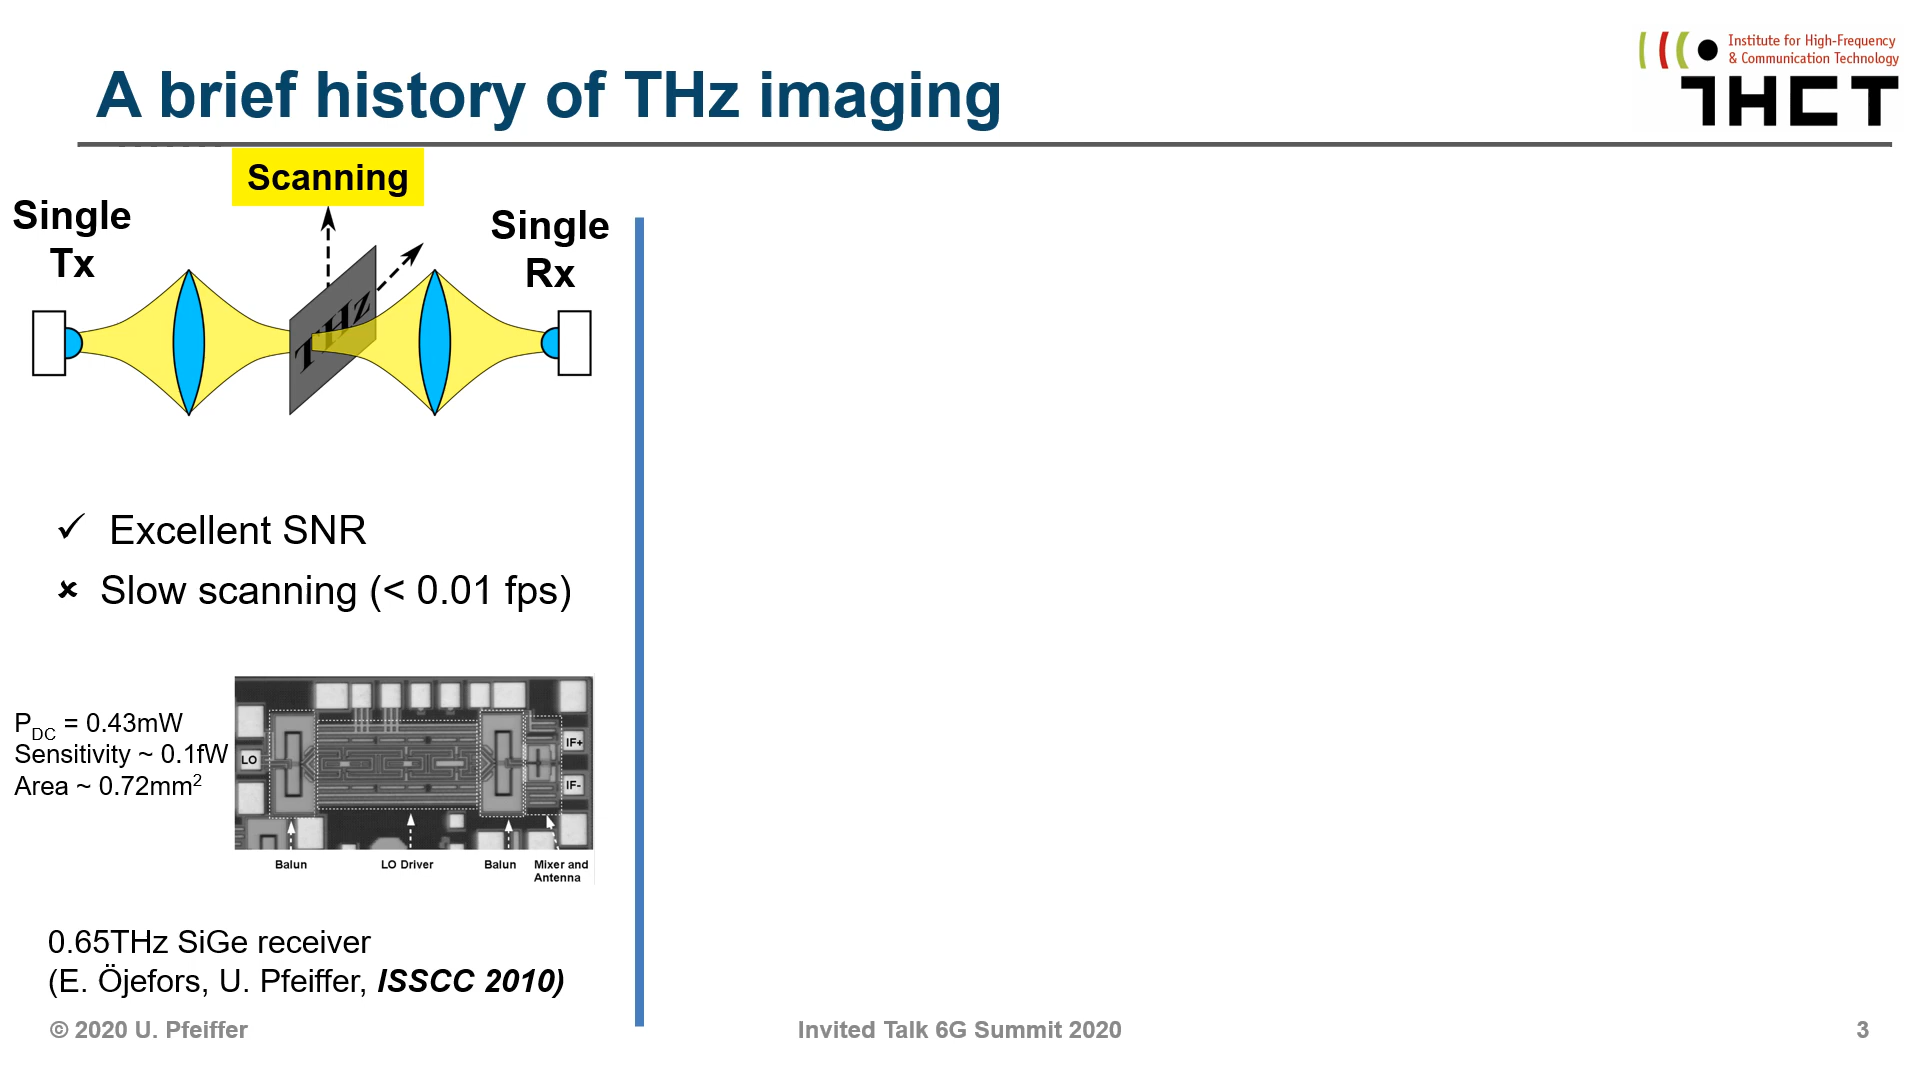 Institute for High-Frequency
& Communication Technology
IHCT
A brief history of THz imaging
Scanning
Single
Tx
Single
Rx
THz
✓ Excellent SNR
✘ Slow scanning (< 0.01 fps)
P_DC = 0.43mW
Sensitivity ~ 0.1fW
Area ~ 0.72mm²
LO
IF+
IF-
Balun
LO Driver
Balun
Mixer and
Antenna
0.65THz SiGe receiver
(E. Öjefors, U. Pfeiffer, ISSCC 2010)
© 2020 U. Pfeiffer
Invited Talk 6G Summit 2020
3